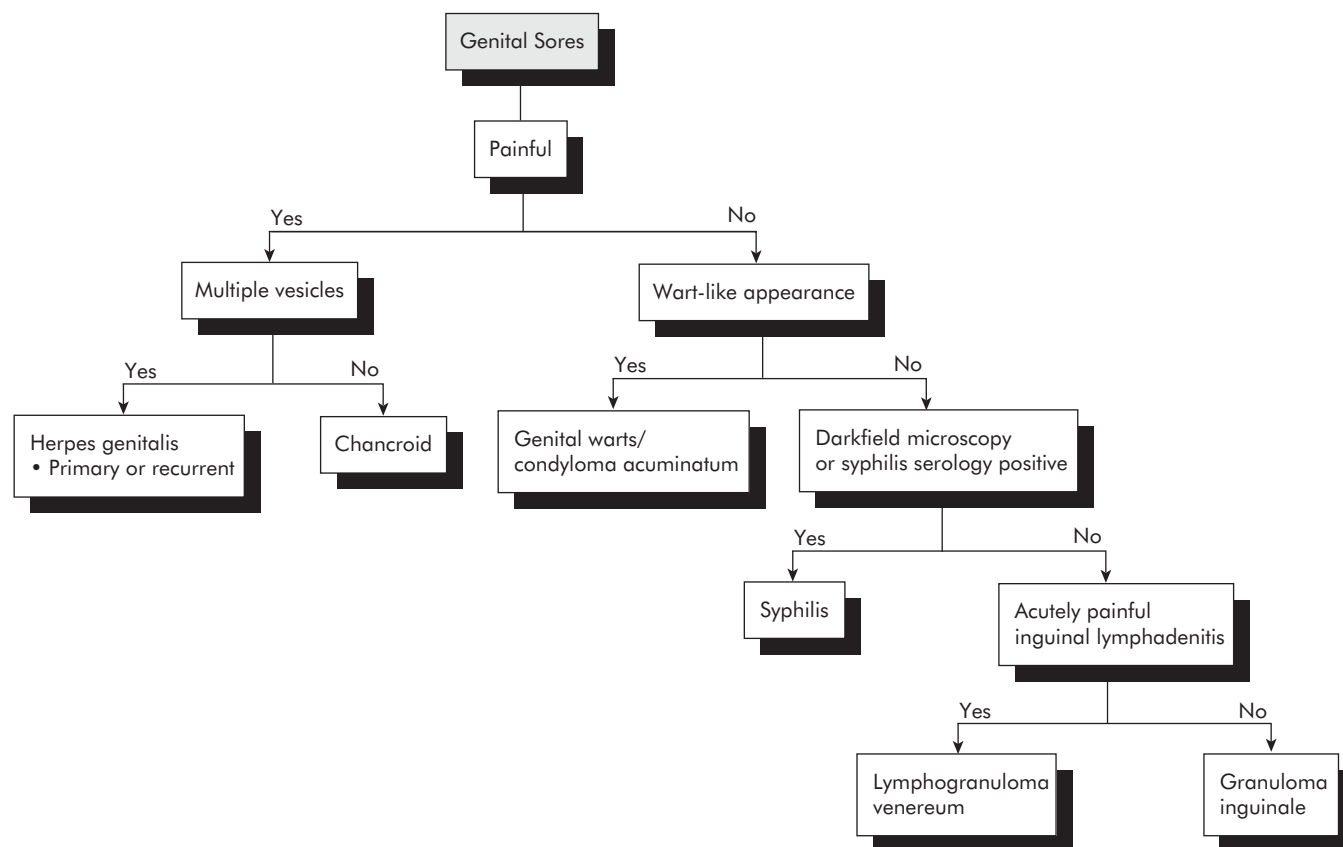 Genital Sores
Painful
Yes
No
Multiple vesicles
Wart-like appearance
Yes
No
Yes
No
Herpes genitalis
• Primary or recurrent
Chancroid
Genital warts/
condyloma acuminatum
Darkfield microscopy
or syphilis serology positive
Yes
No
Syphilis
Acutely painful
inguinal lymphadenitis
Yes
No
Lymphogranuloma
venereum
Granuloma
inguinale